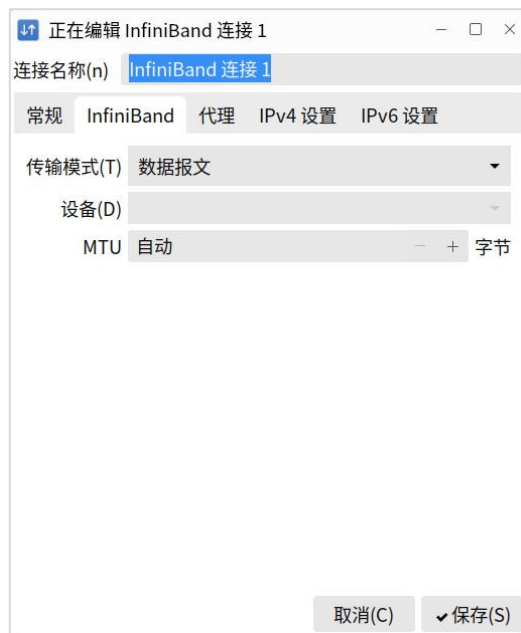 正在编辑 InfiniBand 连接 1
连接名称(n) InfiniBand 连接 1
常规 InfiniBand 代理 IPv4 设置 IPv6 设置
传输模式(T) 数据报文
设备(D)
MTU 自动 字节
取消(C) 保存(S)